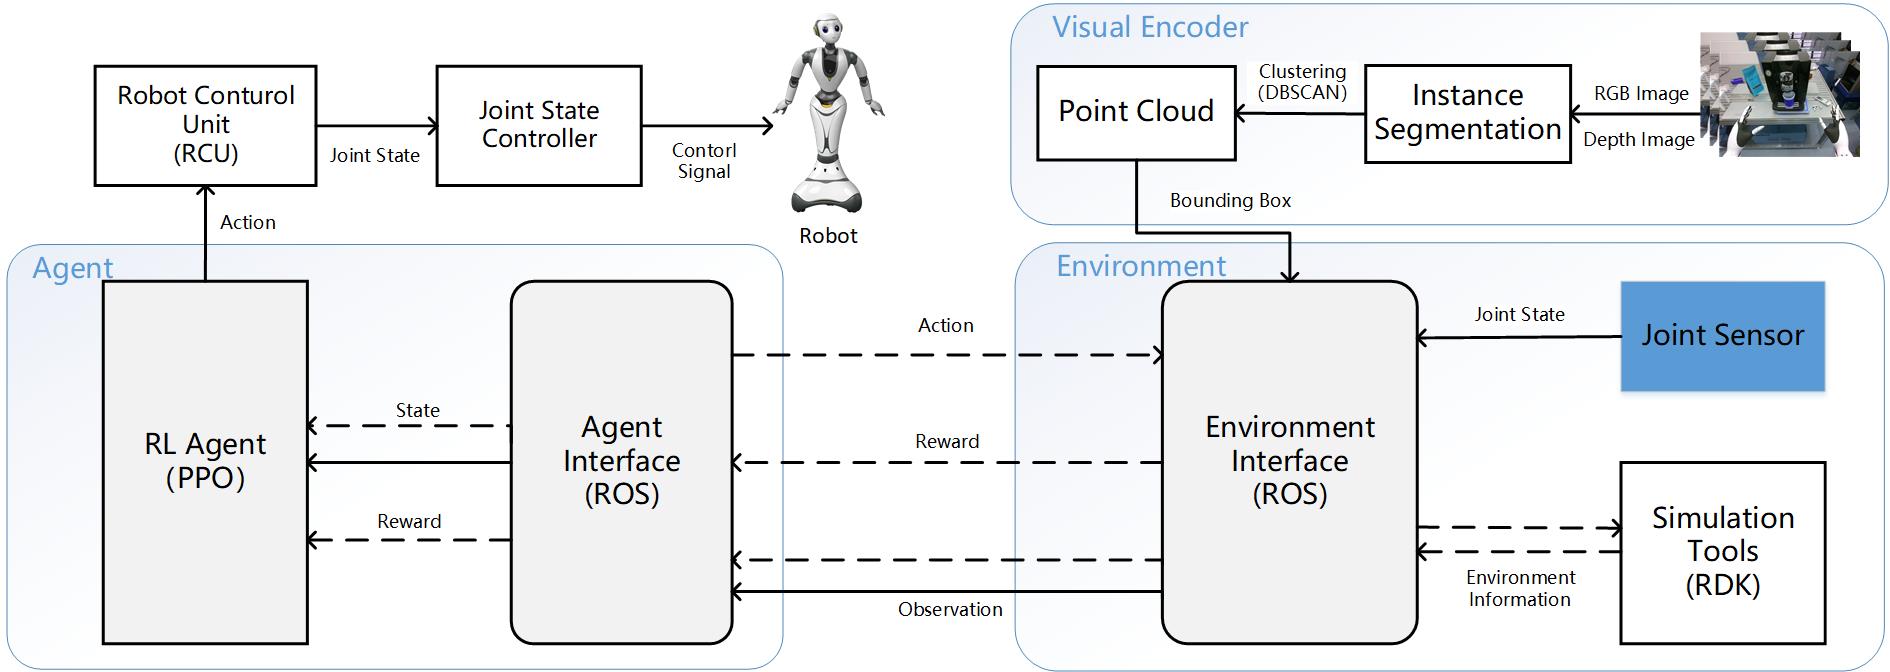 Robot Conturol
Unit
(RCU)
Joint State
Joint State
Controller
Contorl
Signal
Robot
Action
Visual Encoder
Point Cloud
Clustering
(DBSCAN)
Instance
Segmentation
RGB Image
Depth Image
Bounding Box
Agent
RL Agent
(PPO)
State
Reward
Agent
Interface
(ROS)
Action
Reward
Observation
Environment
Environment
Interface
(ROS)
Joint State
Joint Sensor
Environment
Information
Simulation
Tools
(RDK)